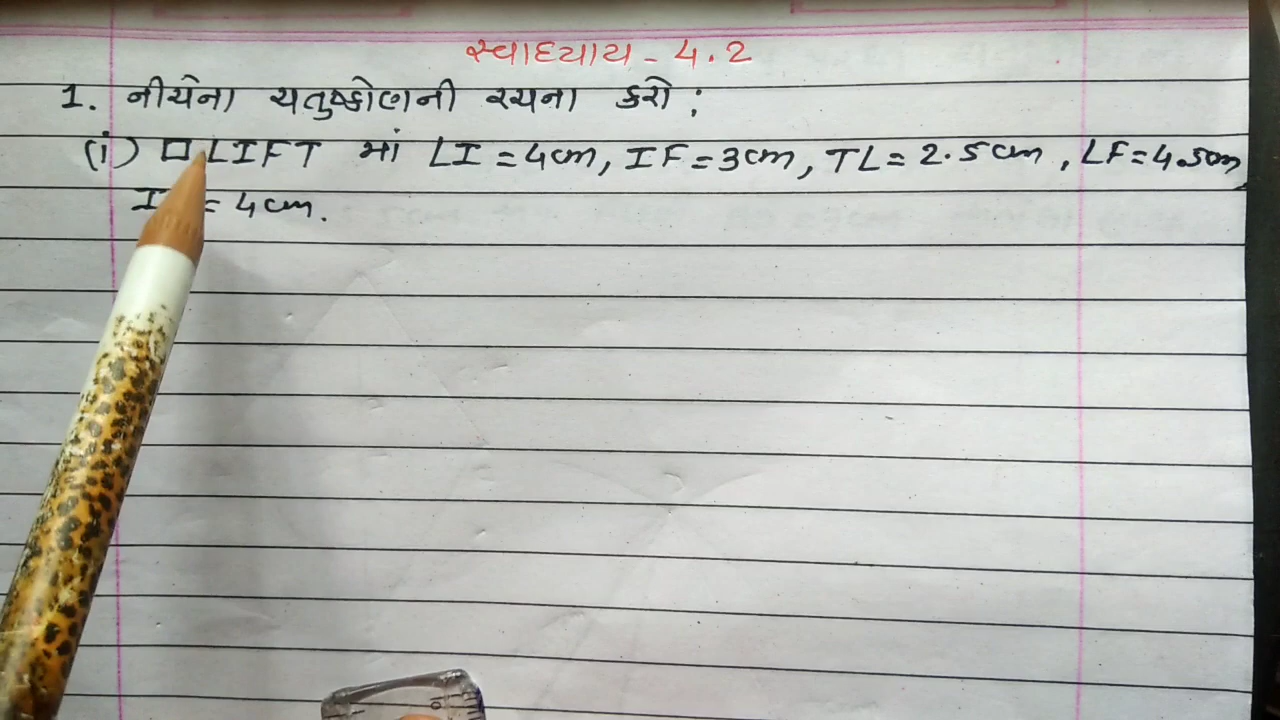 સ્વાધ્યાય - 4.2
1. નીચેના ચતુષ્કોણની રચના કરો :
(i) □LIFT માં LI = 4cm, IF = 3cm, TL = 2.5cm, LF = 4.5cm
I = 4cm.